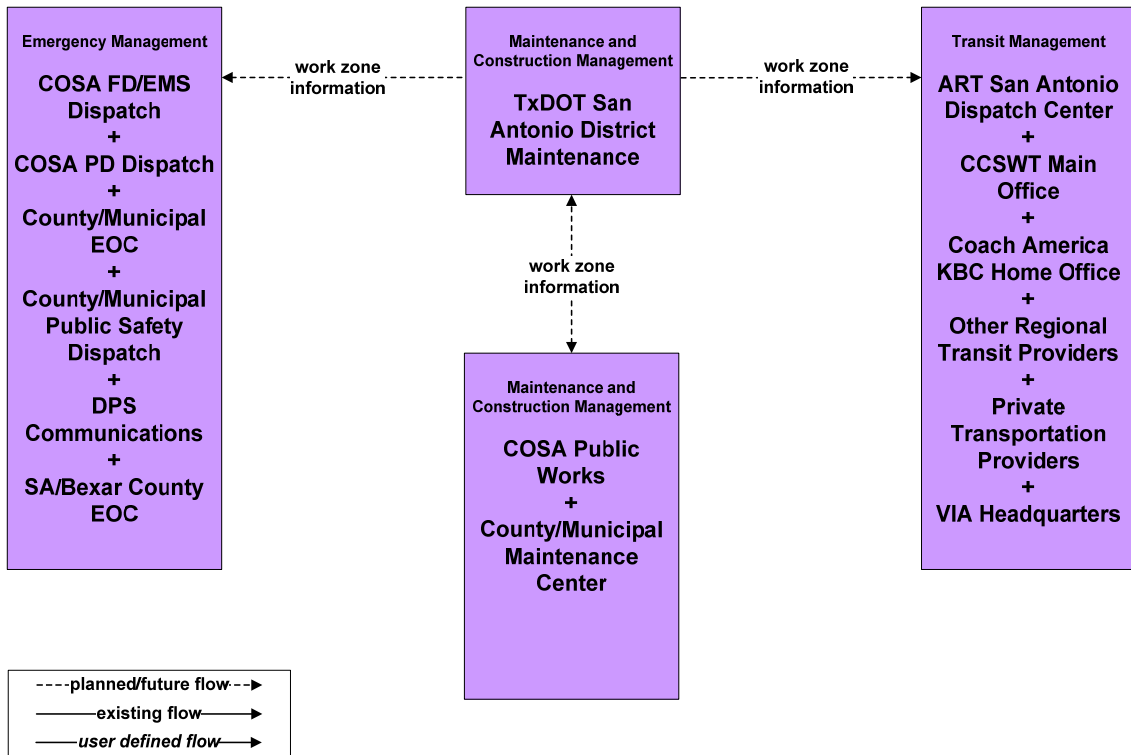 Emergency Management
COSA FD/EMS
Dispatch
+
COSA PD Dispatch
+
County/Municipal
EOC
+
County/Municipal
Public Safety
Dispatch
+
DPS
Communications
+
SA/Bexar County
EOC
work zone
information
Maintenance and
Construction Management
TxDOT San
Antonio District
Maintenance
work zone
information
work zone
information
Maintenance and
Construction Management
COSA Public
Works
+
County/Municipal
Maintenance
Center
Transit Management
ART San Antonio
Dispatch Center
+
CCSWT Main
Office
+
Coach America
KBC Home Office
+
Other Regional
Transit Providers
+
Private
Transportation
Providers
+
VIA Headquarters
planned/future flow
existing flow
user defined flow